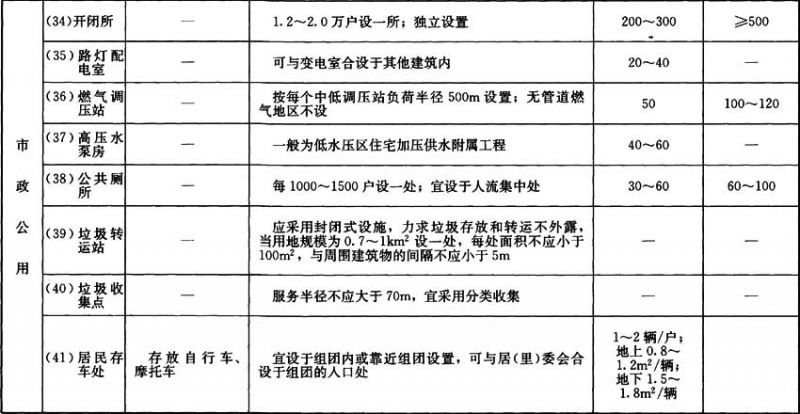 市政公用
(34)开闭所 — 1.2～2.0万户设一所；独立设置 200～300 ≥500
(35)路灯配电室 — 可与变电室合设于其他建筑内 20～40 —
(36)燃气调压站 — 按每个中低调压站负荷半径500m设置；无管道燃
气地区不设 50 100～120
(37)高压水泵房 — 一般为低水压区住宅加压供水附属工程 40～60 —
(38)公共厕所 — 每1000～1500户设一处；宜设于人流集中处 30～60 60～100
(39)垃圾转运站 — 应采用封闭式设施，力求垃圾存放和转运不外露，
当用地规模为0.7～1km²设一处，每处面积不应小于
100m²，与周围建筑物的间隔不应小于5m — —
(40)垃圾收集点 — 服务半径不应大于70m，宜采用分类收集 — —
(41)居民存车处 存放自行车、摩托车 宜设于组团内或靠近组团设置，可与居(里)委会合
设于组团的人口处 1～2辆/户；
地上0.8～
1.2m²/辆；
地下1.5～
1.8m²/辆